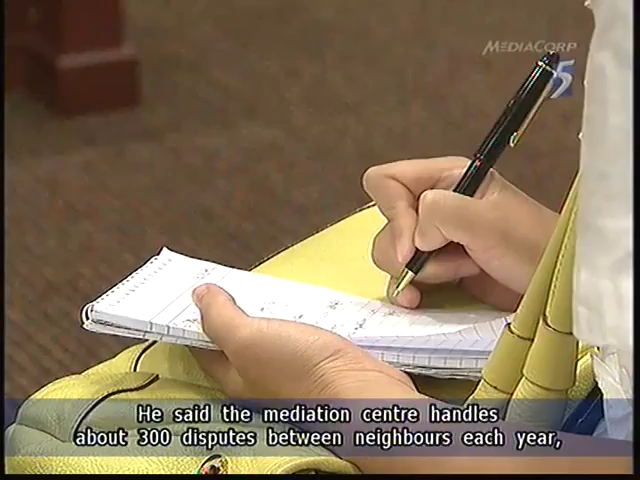 MEDIACORP
5
He said the mediation centre handles
about 300 disputes between neighbours each year,